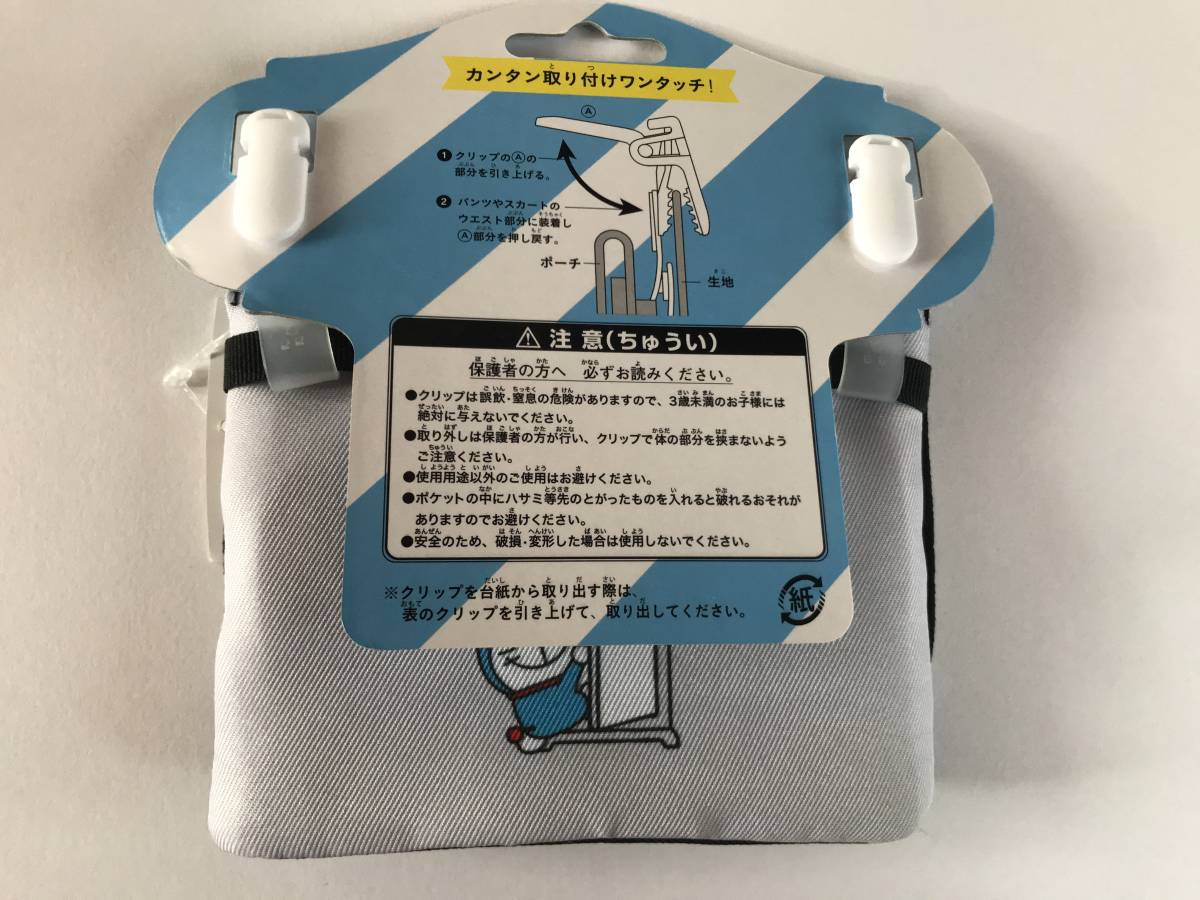 カンタン取り付けワンタッチ!
Ⓐ
❶ クリップのⒶの
部分を引き上げる。
❷ パンツやスカートの
ウエスト部分に装着し
Ⓐ部分を押し戻す。
ポーチ
生地
⚠ 注意(ちゅうい)
保護者の方へ 必ずお読みください。
●クリップは誤飲・窒息の危険がありますので、3歳未満のお子様には
絶対に与えないでください。
●取り外しは保護者の方が行い、クリップで体の部分を挟まないよう
ご注意ください。
●使用用途以外のご使用はお避けください。
●ポケットの中にハサミ等先のとがったものを入れると破れるおそれが
ありますのでお避けください。
●安全のため、破損・変形した場合は使用しないでください。
※クリップを台紙から取り出す際は、
表のクリップを引き上げて、取り出してください。
紙